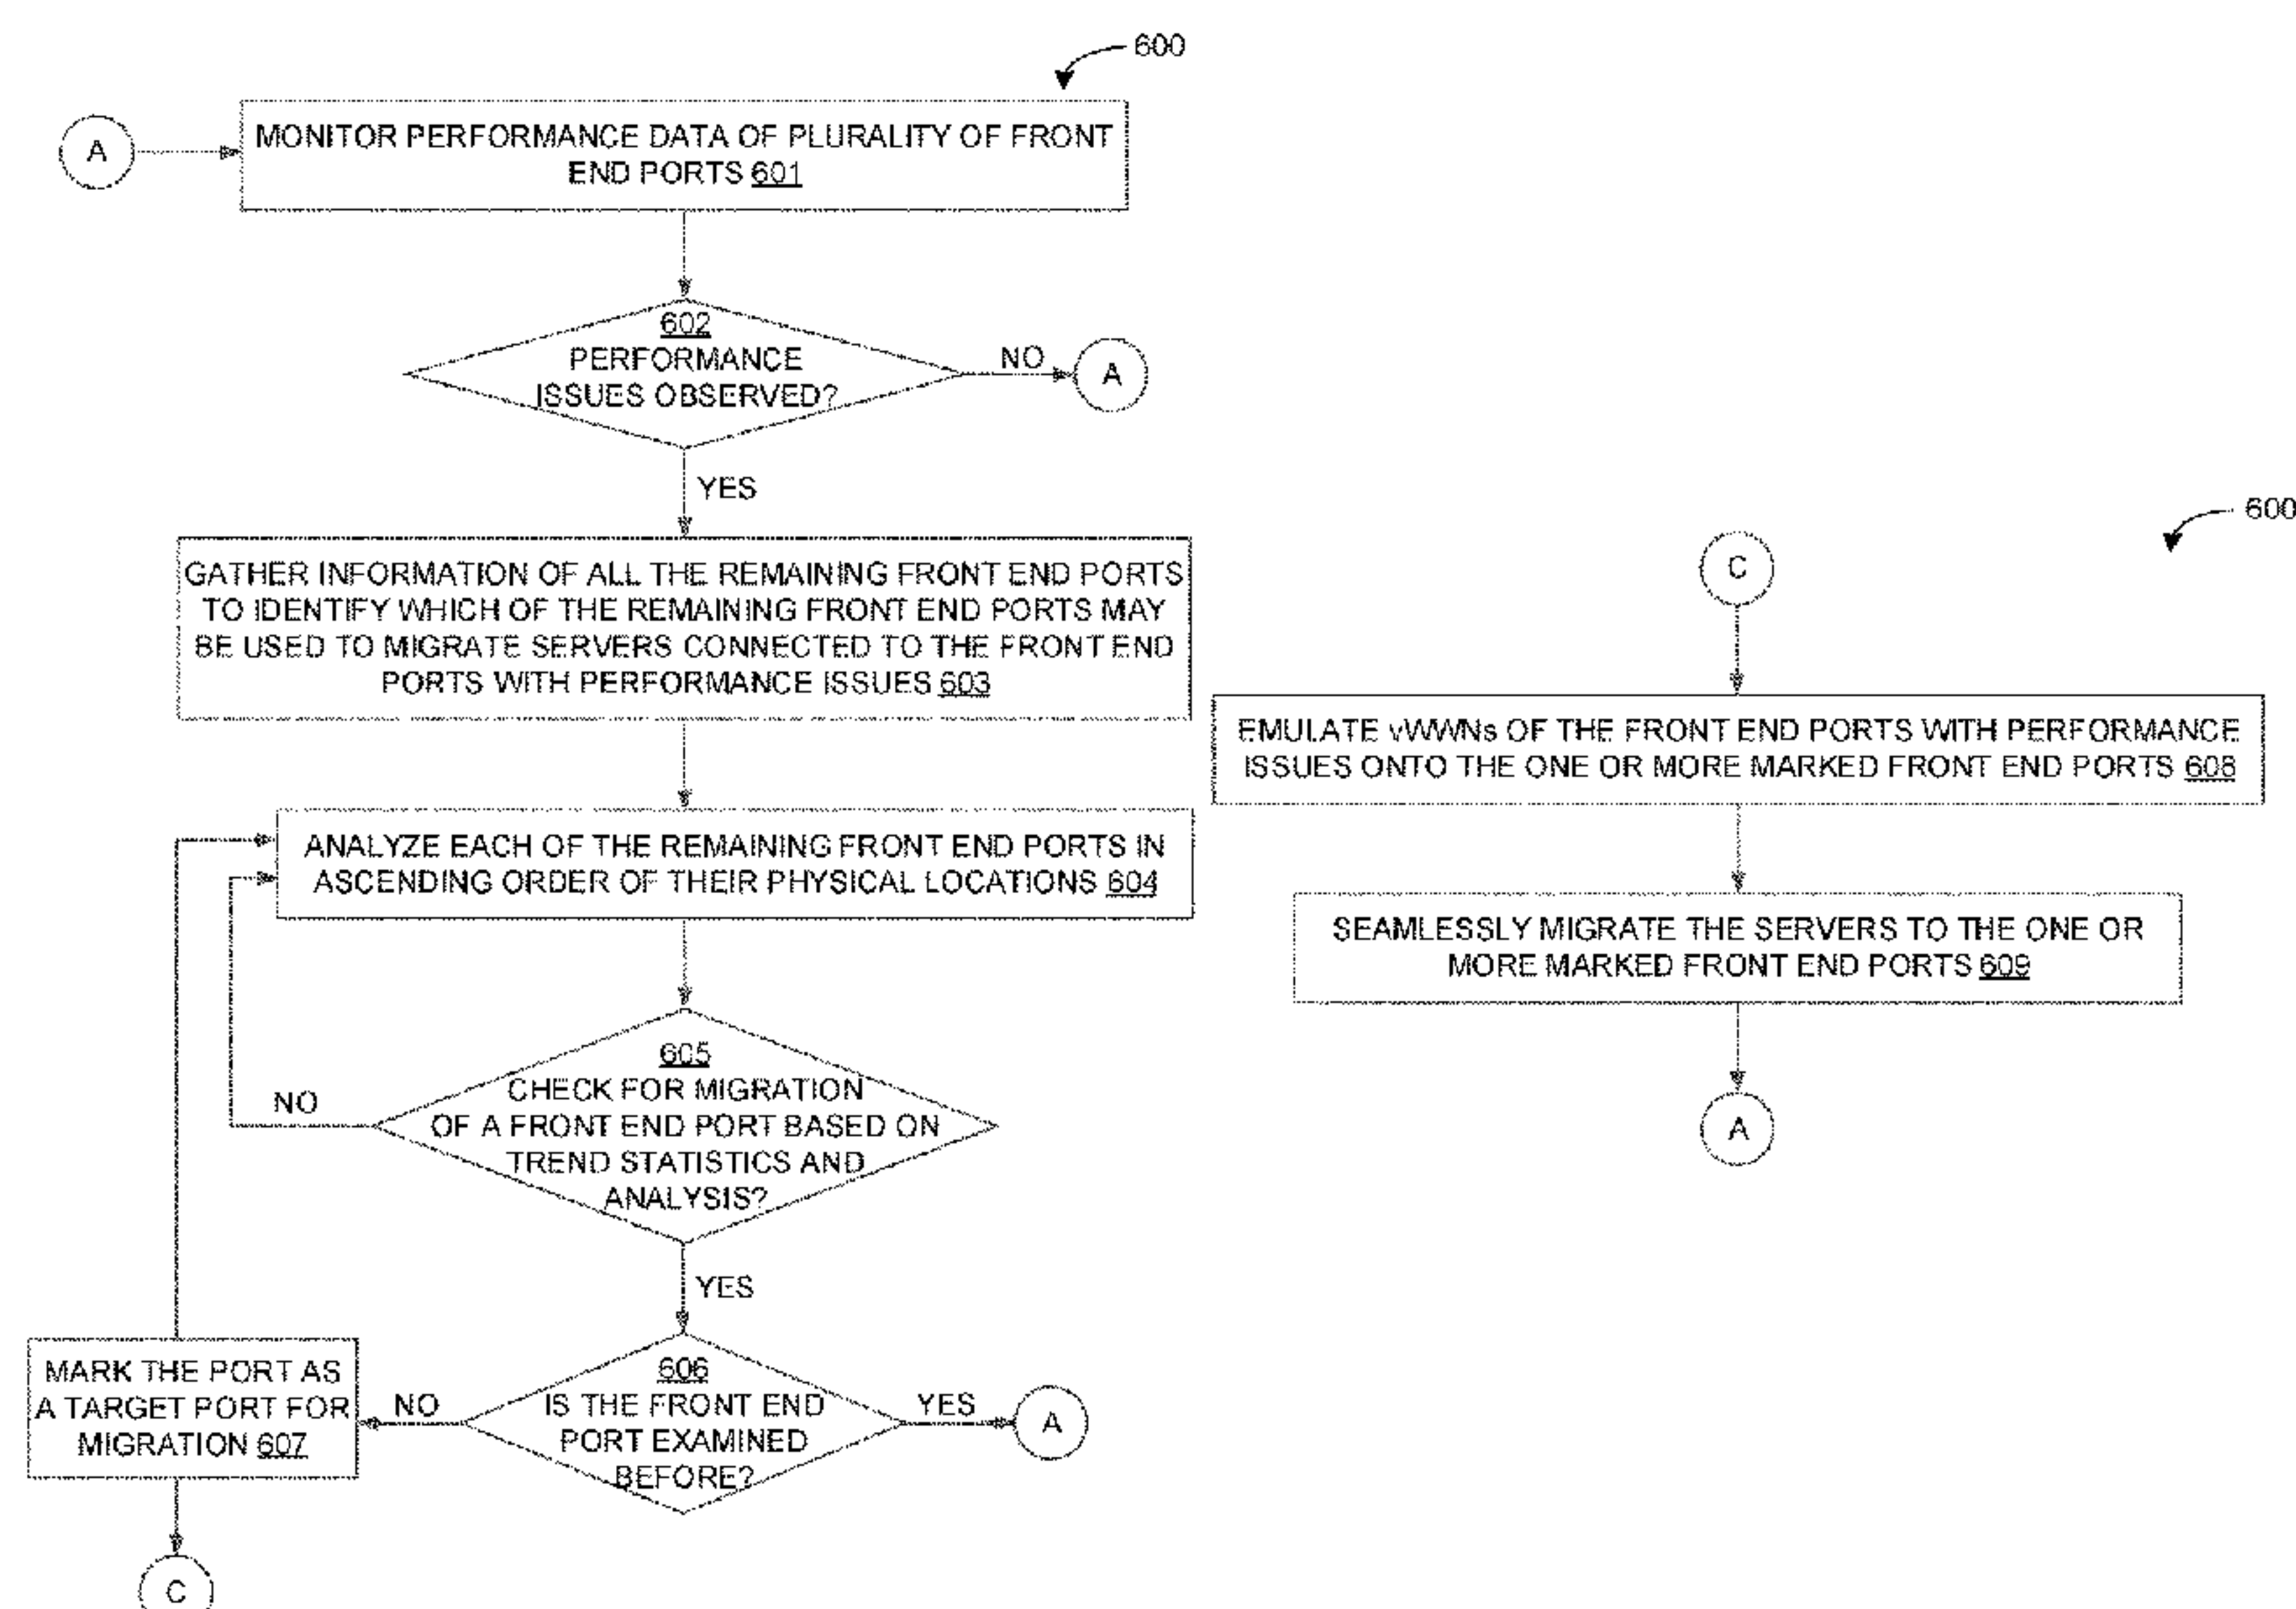 600
A
MONITOR PERFORMANCE DATA OF PLURALITY OF FRONT
END PORTS 601
602
PERFORMANCE
ISSUES OBSERVED?
NO
A
YES
GATHER INFORMATION OF ALL THE REMAINING FRONT END PORTS
TO IDENTIFY WHICH OF THE REMAINING FRONT END PORTS MAY
BE USED TO MIGRATE SERVERS CONNECTED TO THE FRONT END
PORTS WITH PERFORMANCE ISSUES 603
ANALYZE EACH OF THE REMAINING FRONT END PORTS IN
ASCENDING ORDER OF THEIR PHYSICAL LOCATIONS 604
605
CHECK FOR MIGRATION
OF A FRONT END PORT BASED ON
TREND STATISTICS AND
ANALYSIS?
NO
YES
606
IS THE FRONT END
PORT EXAMINED
BEFORE?
NO
YES
A
MARK THE PORT AS
A TARGET PORT FOR
MIGRATION 607
C
600
C
EMULATE vWWNs OF THE FRONT END PORTS WITH PERFORMANCE
ISSUES ONTO THE ONE OR MORE MARKED FRONT END PORTS 608
SEAMLESSLY MIGRATE THE SERVERS TO THE ONE OR
MORE MARKED FRONT END PORTS 609
A